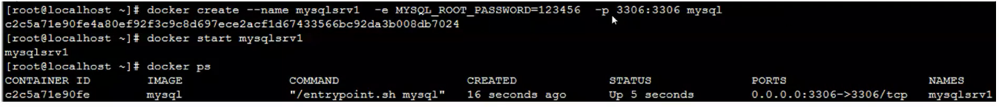 [root@localhost ~]# docker create --name mysqlsrv1  -e MYSQL_ROOT_PASSWORD=123456  -p 3306:3306 mysql
c2c5a71e90fe4a80ef92f3c9c8d697ece2acf1d67433566bc92da3b008db7024
[root@localhost ~]# docker start mysqlsrv1
mysqlsrv1
[root@localhost ~]# docker ps
CONTAINER ID        IMAGE               COMMAND                  CREATED             STATUS              PORTS                    NAMES
c2c5a71e90fe        mysql               "/entrypoint.sh mysql"   16 seconds ago      Up 5 seconds        0.0.0.0:3306->3306/tcp   mysqlsrv1